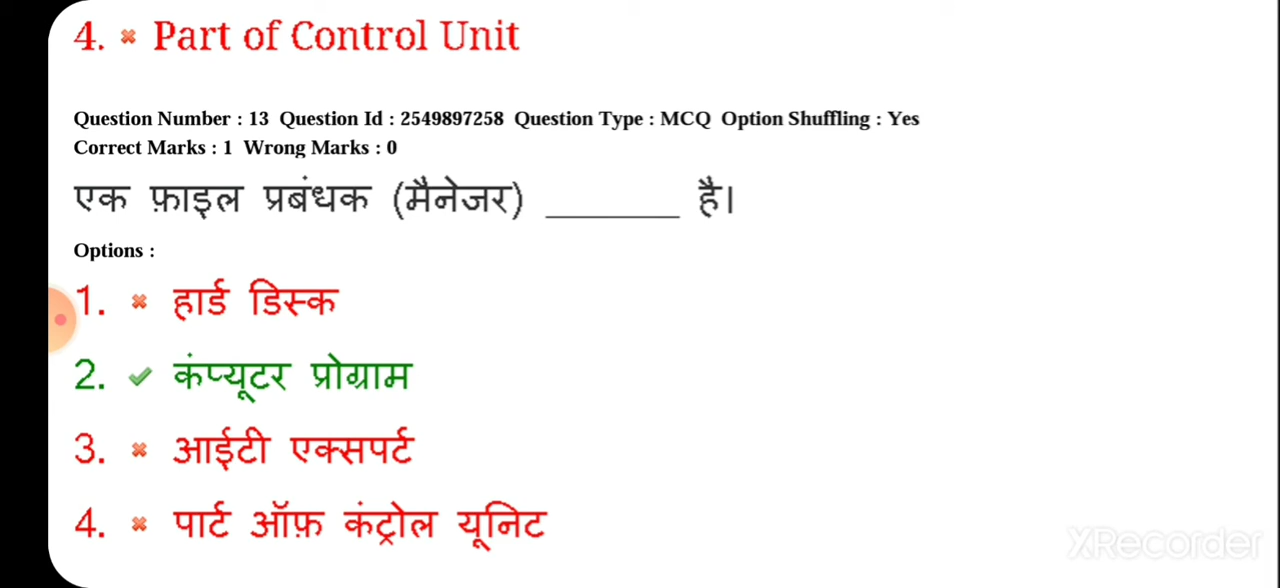 4. Part of Control Unit
Question Number : 13 Question Id : 2549897258 Question Type : MCQ Option Shuffling : Yes
Correct Marks : 1 Wrong Marks : 0
एक फ़ाइल प्रबंधक (मैनेजर) _______ है।
Options :
1. हार्ड डिस्क
2. कंप्यूटर प्रोग्राम
3. आईटी एक्सपर्ट
4. पार्ट ऑफ़ कंट्रोल यूनिट
XRecorder